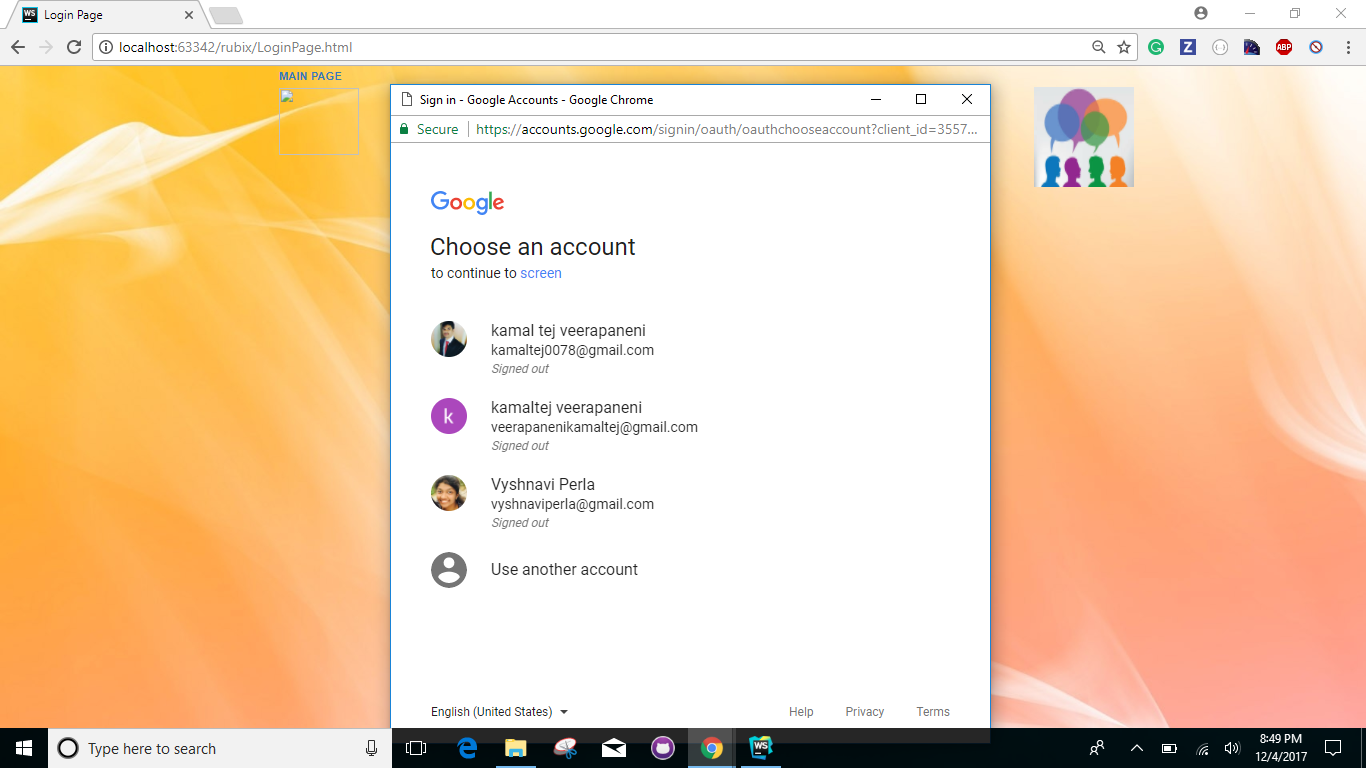 WS Login Page
localhost:63342/rubix/LoginPage.html
Z
ABP
MAIN PAGE
Sign in - Google Accounts - Google Chrome
Secure https://accounts.google.com/signin/oauth/oauthchooseaccount?client_id=3557...
Google
Choose an account
to continue to screen
kamal tej veerapaneni
kamaltej0078@gmail.com
Signed out
k
kamaltej veerapaneni
veerapanenikamaltej@gmail.com
Signed out
Vyshnavi Perla
vyshnaviperla@gmail.com
Signed out
Use another account
English (United States) Help Privacy Terms
Type here to search
WS
8:49 PM
12/4/2017